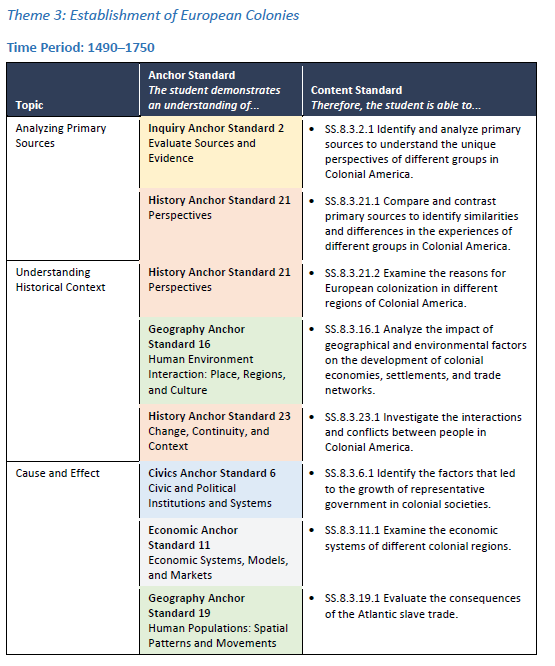 Theme 3: Establishment of European Colonies
Time Period: 1490–1750
Topic
Anchor Standard
The student demonstrates
an understanding of...
Content Standard
Therefore, the student is able to...
Analyzing Primary
Sources
Inquiry Anchor Standard 2
Evaluate Sources and
Evidence
• SS.8.3.2.1 Identify and analyze primary
sources to understand the unique
perspectives of different groups in
Colonial America.
History Anchor Standard 21
Perspectives
• SS.8.3.21.1 Compare and contrast
primary sources to identify similarities
and differences in the experiences of
different groups in Colonial America.
Understanding
Historical Context
History Anchor Standard 21
Perspectives
• SS.8.3.21.2 Examine the reasons for
European colonization in different
regions of Colonial America.
Geography Anchor
Standard 16
Human Environment
Interaction: Place, Regions,
and Culture
• SS.8.3.16.1 Analyze the impact of
geographical and environmental factors
on the development of colonial
economies, settlements, and trade
networks.
History Anchor Standard 23
Change, Continuity, and
Context
• SS.8.3.23.1 Investigate the interactions
and conflicts between people in
Colonial America.
Cause and Effect
Civics Anchor Standard 6
Civic and Political
Institutions and Systems
• SS.8.3.6.1 Identify the factors that led
to the growth of representative
government in colonial societies.
Economic Anchor
Standard 11
Economic Systems, Models,
and Markets
• SS.8.3.11.1 Examine the economic
systems of different colonial regions.
Geography Anchor
Standard 19
Human Populations: Spatial
Patterns and Movements
• SS.8.3.19.1 Evaluate the consequences
of the Atlantic slave trade.